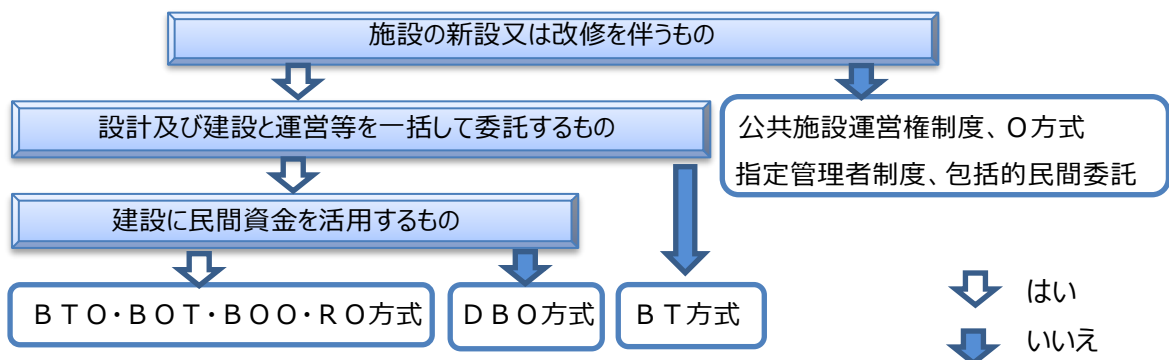 施設の新設又は改修を伴うもの
設計及び建設と運営等を一括して委託するもの
公共施設運営権制度、O方式
指定管理者制度、包括的民間委託
建設に民間資金を活用するもの
BTO・BOT・BOO・RO方式
DBO方式
BT方式
はい
いいえ